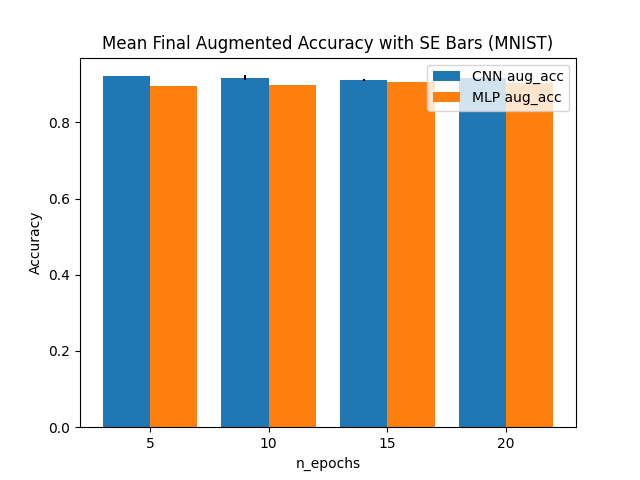 Mean Final Augmented Accuracy with SE Bars (MNIST)
CNN aug_acc
MLP aug_acc
0.8
0.6
0.4
0.2
0.0
Accuracy
5
10
15
20
n_epochs